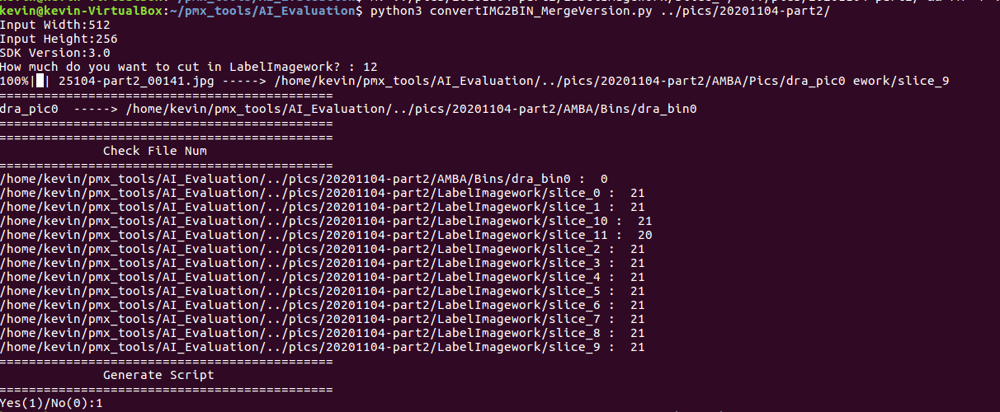 kevin@kevin-VirtualBox:~/pmx_tools/AI_Evaluation$ python3 convertIMG2BIN_MergeVersion.py ../pics/20201104-part2/
Input Width:512
Input Height:256
SDK Version:3.0
How much do you want to cut in LabelImagework? : 12
100%|█| 25104-part2_00141.jpg -----> /home/kevin/pmx_tools/AI_Evaluation/../pics/20201104-part2/AMBA/Pics/dra_pic0 ework/slice_9
=============================================
dra_pic0  -----> /home/kevin/pmx_tools/AI_Evaluation/../pics/20201104-part2/AMBA/Bins/dra_bin0
=============================================
=============================================
Check File Num
=============================================
/home/kevin/pmx_tools/AI_Evaluation/../pics/20201104-part2/AMBA/Bins/dra_bin0 :  0
/home/kevin/pmx_tools/AI_Evaluation/../pics/20201104-part2/LabelImagework/slice_0 :  21
/home/kevin/pmx_tools/AI_Evaluation/../pics/20201104-part2/LabelImagework/slice_1 :  21
/home/kevin/pmx_tools/AI_Evaluation/../pics/20201104-part2/LabelImagework/slice_10 :  21
/home/kevin/pmx_tools/AI_Evaluation/../pics/20201104-part2/LabelImagework/slice_11 :  20
/home/kevin/pmx_tools/AI_Evaluation/../pics/20201104-part2/LabelImagework/slice_2 :  21
/home/kevin/pmx_tools/AI_Evaluation/../pics/20201104-part2/LabelImagework/slice_3 :  21
/home/kevin/pmx_tools/AI_Evaluation/../pics/20201104-part2/LabelImagework/slice_4 :  21
/home/kevin/pmx_tools/AI_Evaluation/../pics/20201104-part2/LabelImagework/slice_5 :  21
/home/kevin/pmx_tools/AI_Evaluation/../pics/20201104-part2/LabelImagework/slice_6 :  21
/home/kevin/pmx_tools/AI_Evaluation/../pics/20201104-part2/LabelImagework/slice_7 :  21
/home/kevin/pmx_tools/AI_Evaluation/../pics/20201104-part2/LabelImagework/slice_8 :  21
/home/kevin/pmx_tools/AI_Evaluation/../pics/20201104-part2/LabelImagework/slice_9 :  21
=============================================
Generate Script
=============================================
Yes(1)/No(0):1